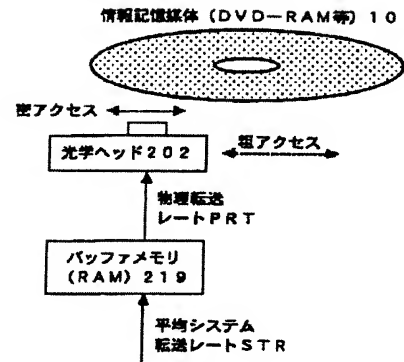 情報記憶媒体（DVD－RAM等）10
密アクセス
光学ヘッド202
粗アクセス
物理転送
レートPRT
バッファメモリ
（RAM）219
平均システム
転送レートSTR